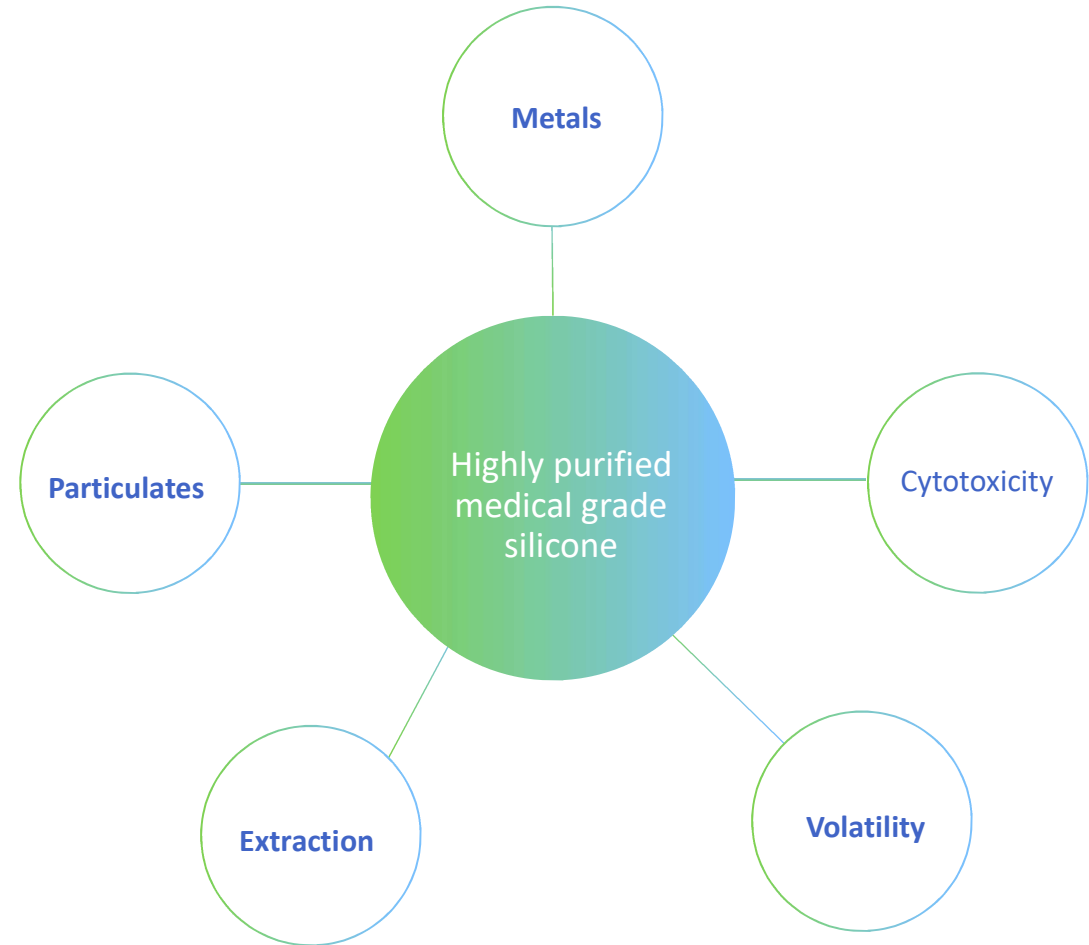 Metals
Particulates
Highly purified
medical grade
silicone
Cytotoxicity
Extraction
Volatility